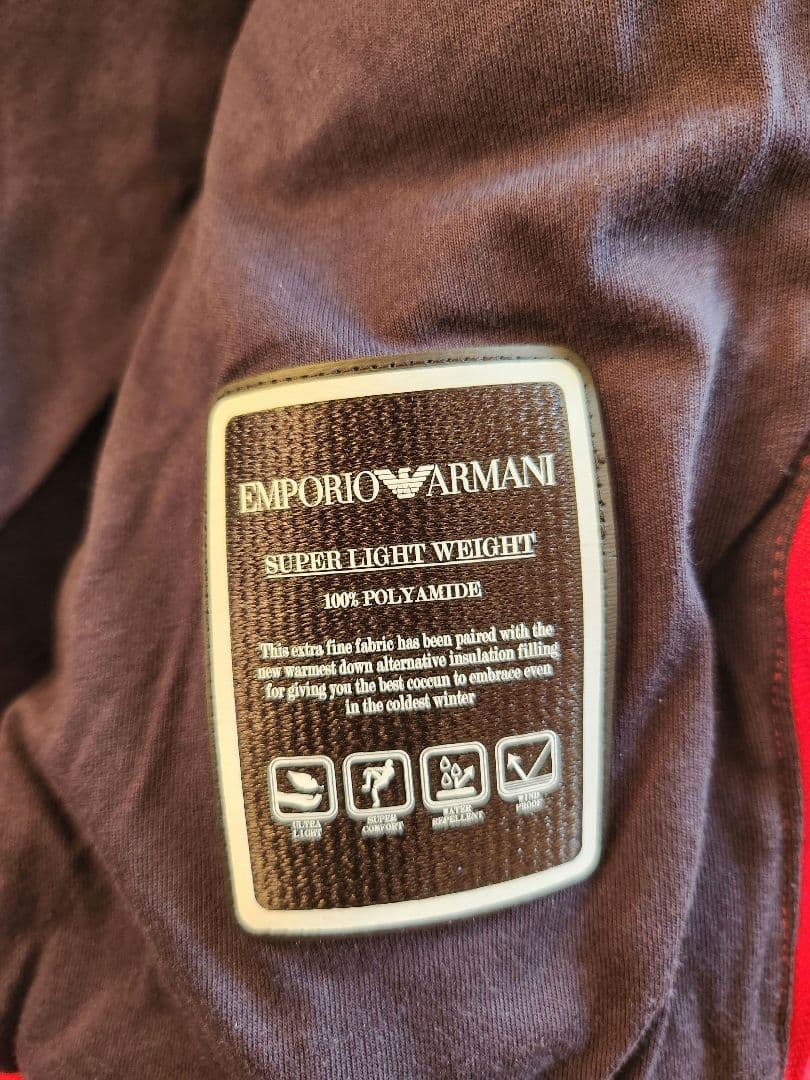 EMPORIO ARMANI
SUPER LIGHT WEIGHT
100% POLYAMIDE
This extra fine fabric has been paired with the
new warmest down alternative insulation filling
for giving you the best coccun to embrace even
in the coldest winter
ULTRA LIGHT
SUPER COMFORT
WATER REPELLENT
WIND PROOF